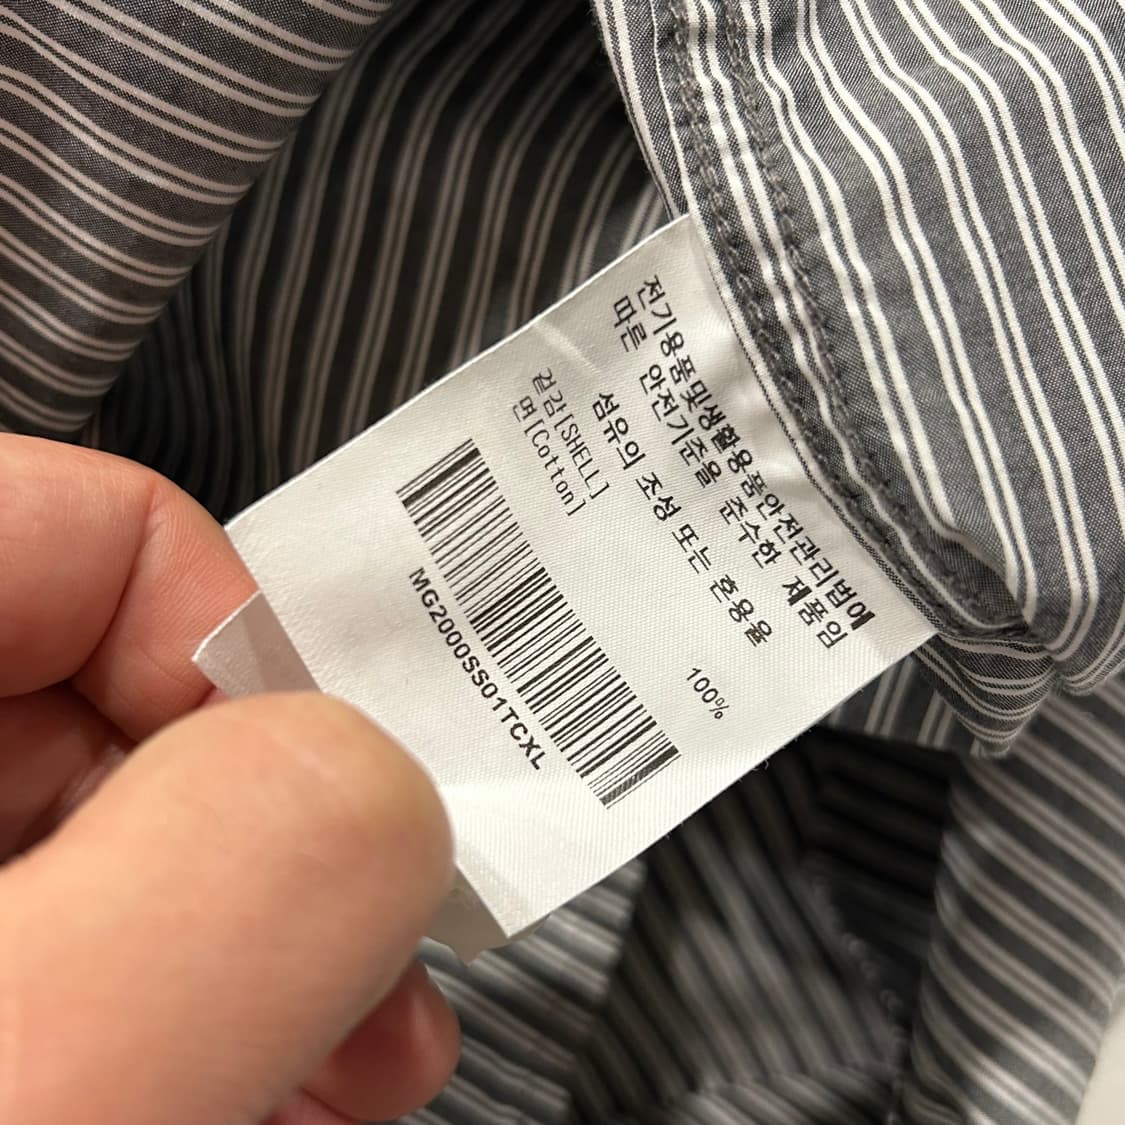 전기용품및생활용품안전관리법에
따른 안전기준을 준수한 제품임
섬유의 조성 또는 혼용율
겉감[SHELL]
면[Cotton] 100%
MG2000SS01TCXL